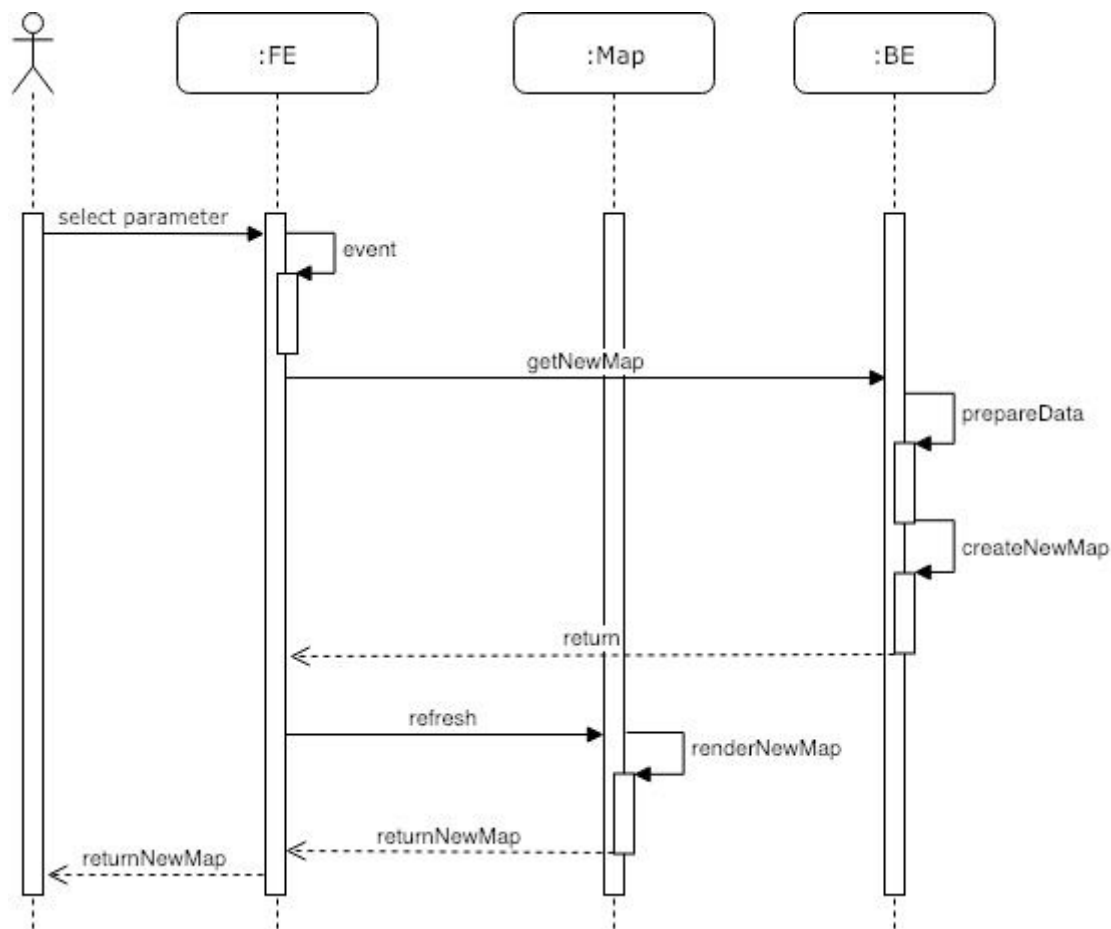 :FE
:Map
:BE
select parameter
event
getNewMap
prepareData
createNewMap
return
refresh
renderNewMap
returnNewMap
returnNewMap